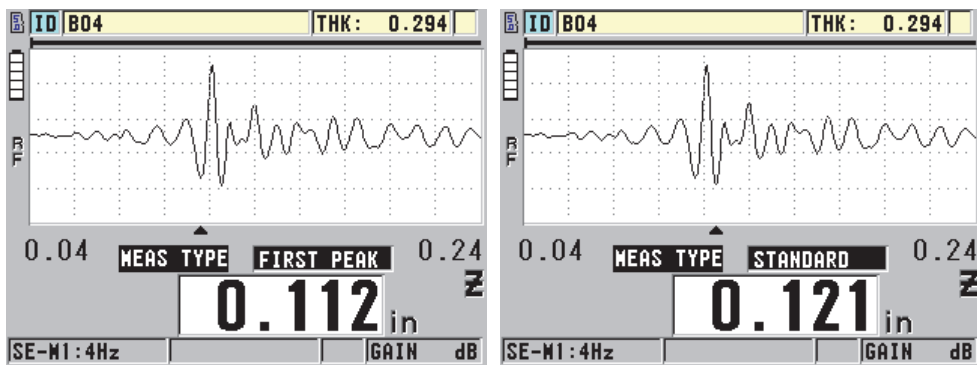 ID B04 THK: 0.294
RF
0.04 0.24
MEAS TYPE FIRST PEAK
0.112 in
SE-M1:4Hz GAIN dB
ID B04 THK: 0.294
RF
0.04 0.24
MEAS TYPE STANDARD
0.121 in
SE-M1:4Hz GAIN dB